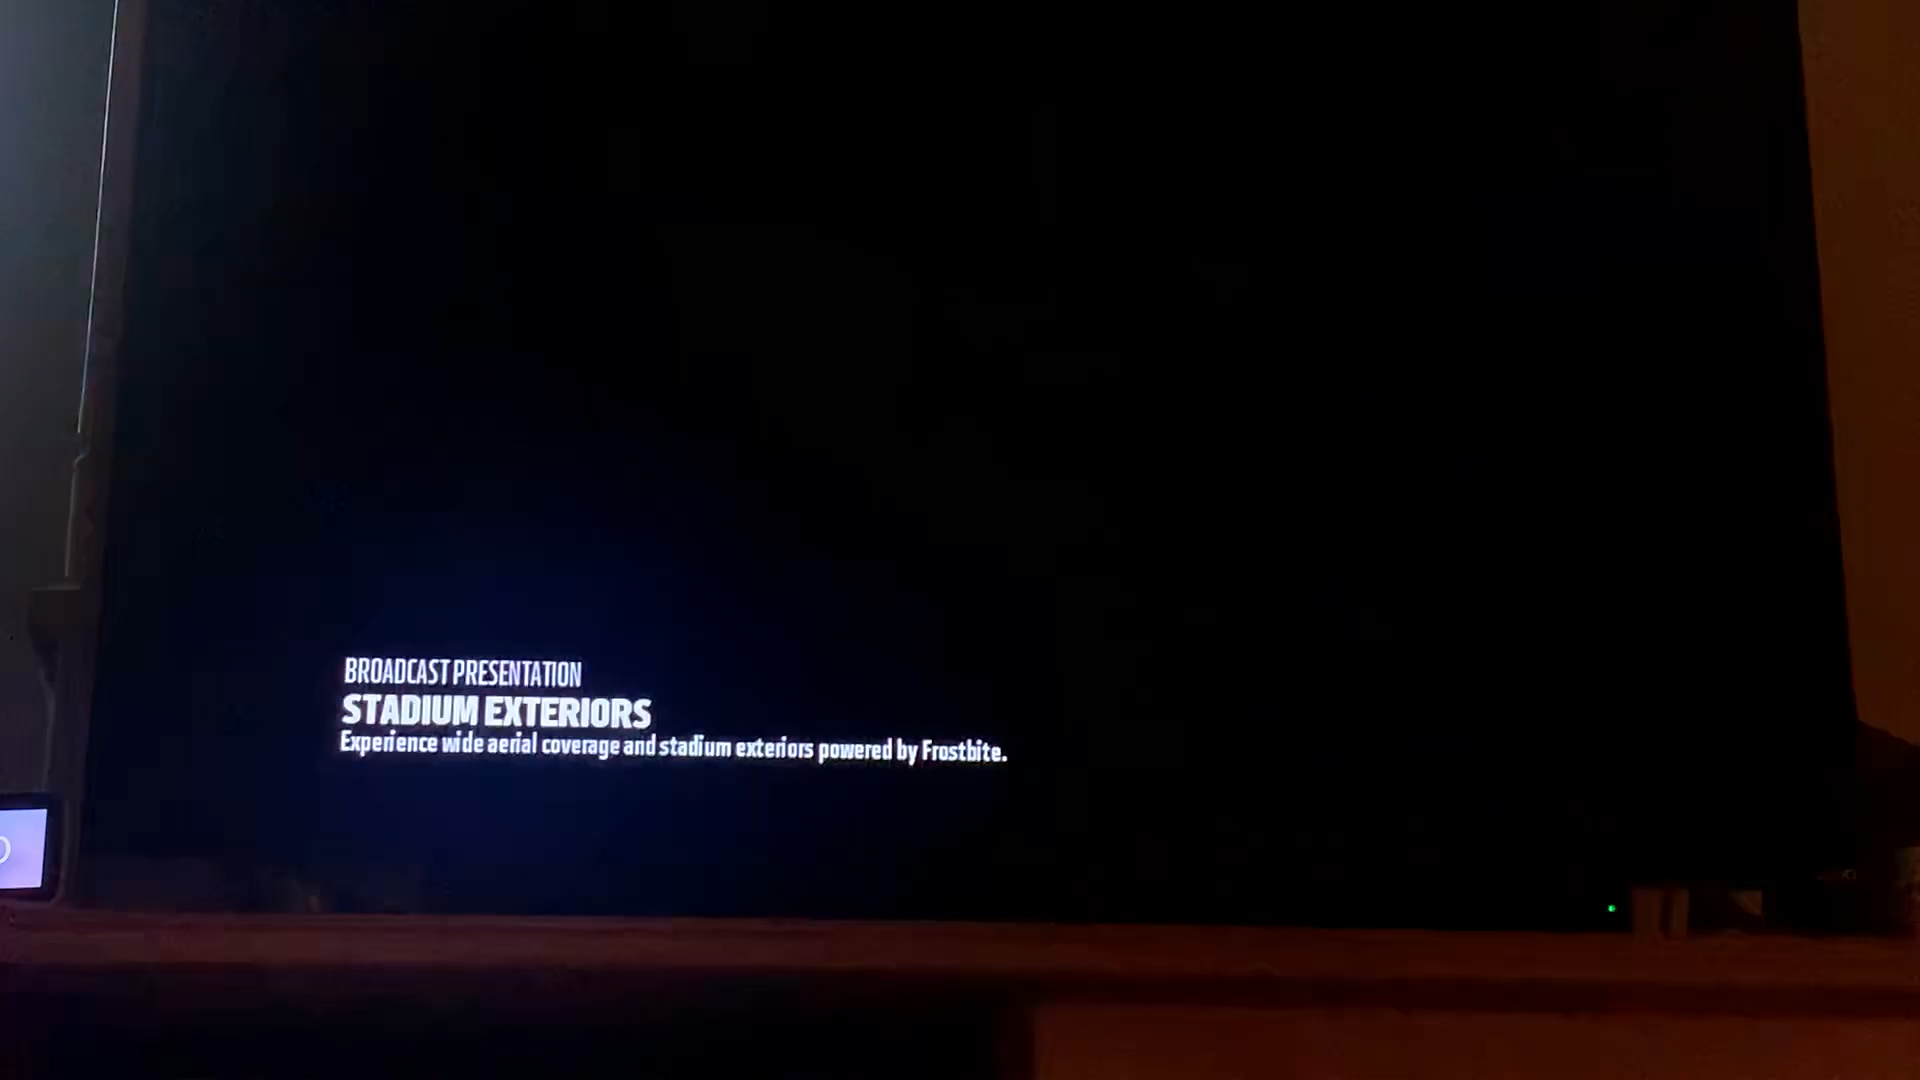 BROADCAST PRESENTATION
STADIUM EXTERIORS
Experience wide aerial coverage and stadium exteriors powered by Frostbite.